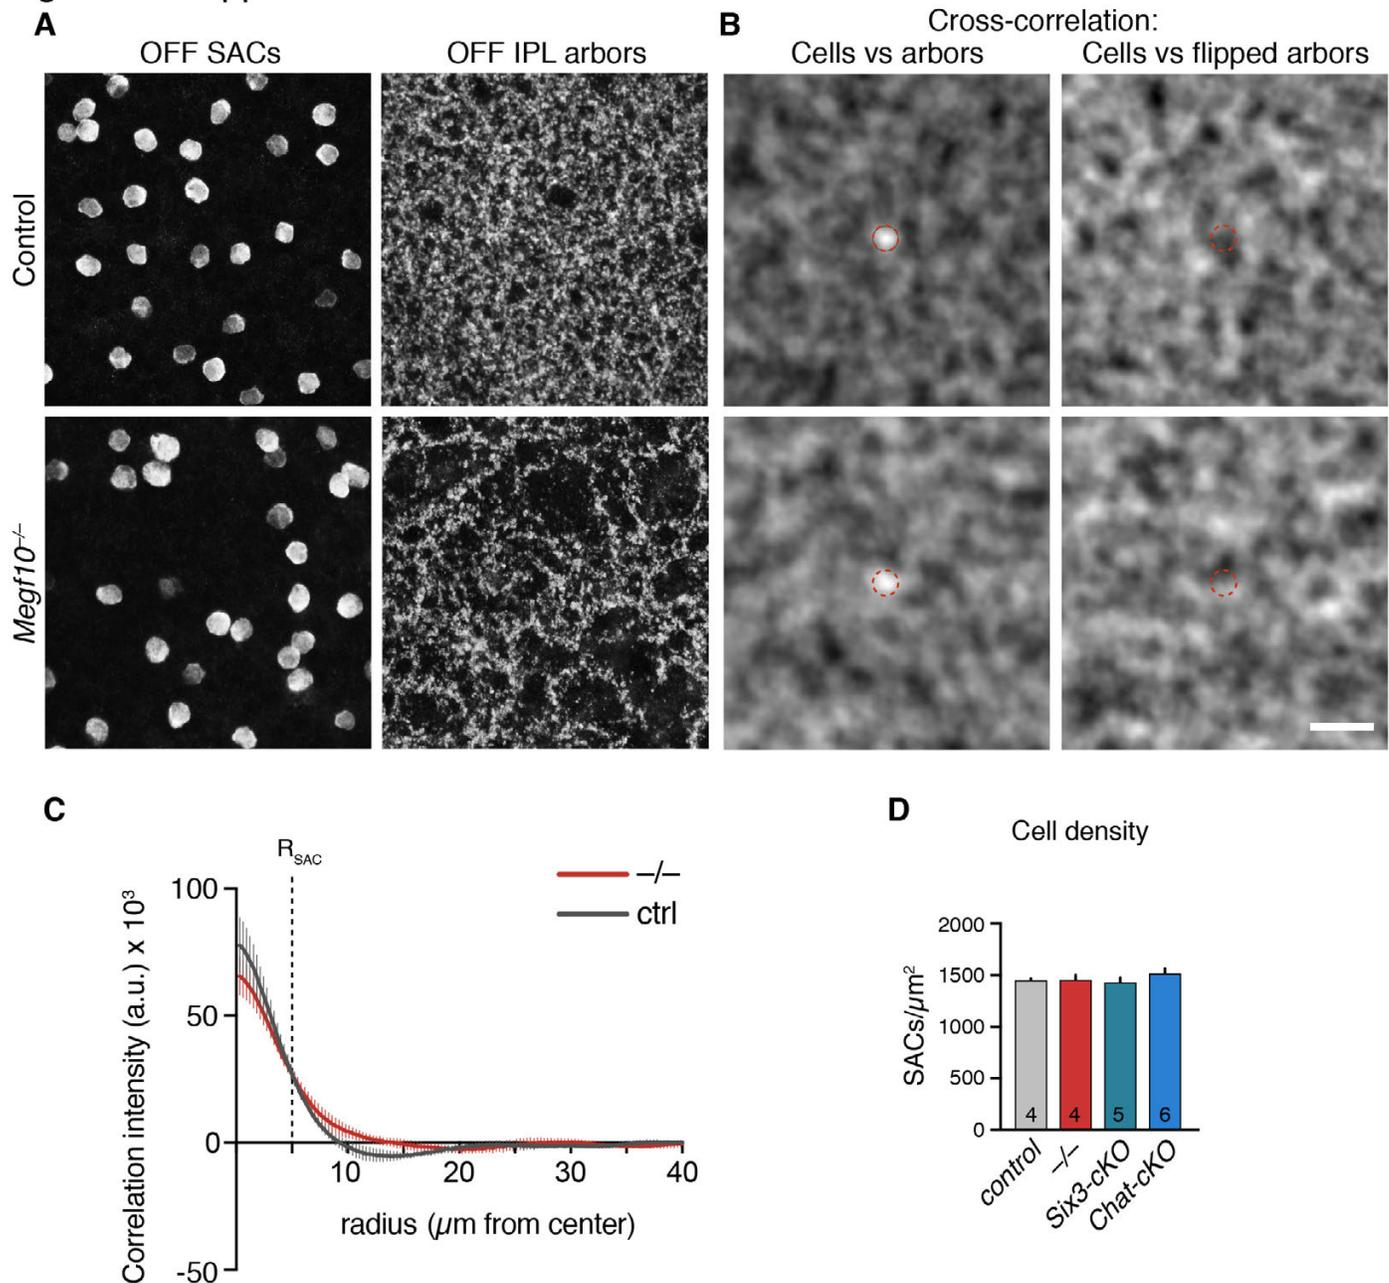 A
OFF SACs
OFF IPL arbors
B
Cross-correlation:
Cells vs arbors
Cells vs flipped arbors
Control
Megf10–/–
C
RSAC
–/–
ctrl
Correlation intensity (a.u.) x 10³
100
50
0
-50
10
20
30
40
radius (µm from center)
D
Cell density
SACs/µm²
2000
1500
1000
500
0
4
4
5
6
control
–/–
Six3-cKO
Chat-cKO